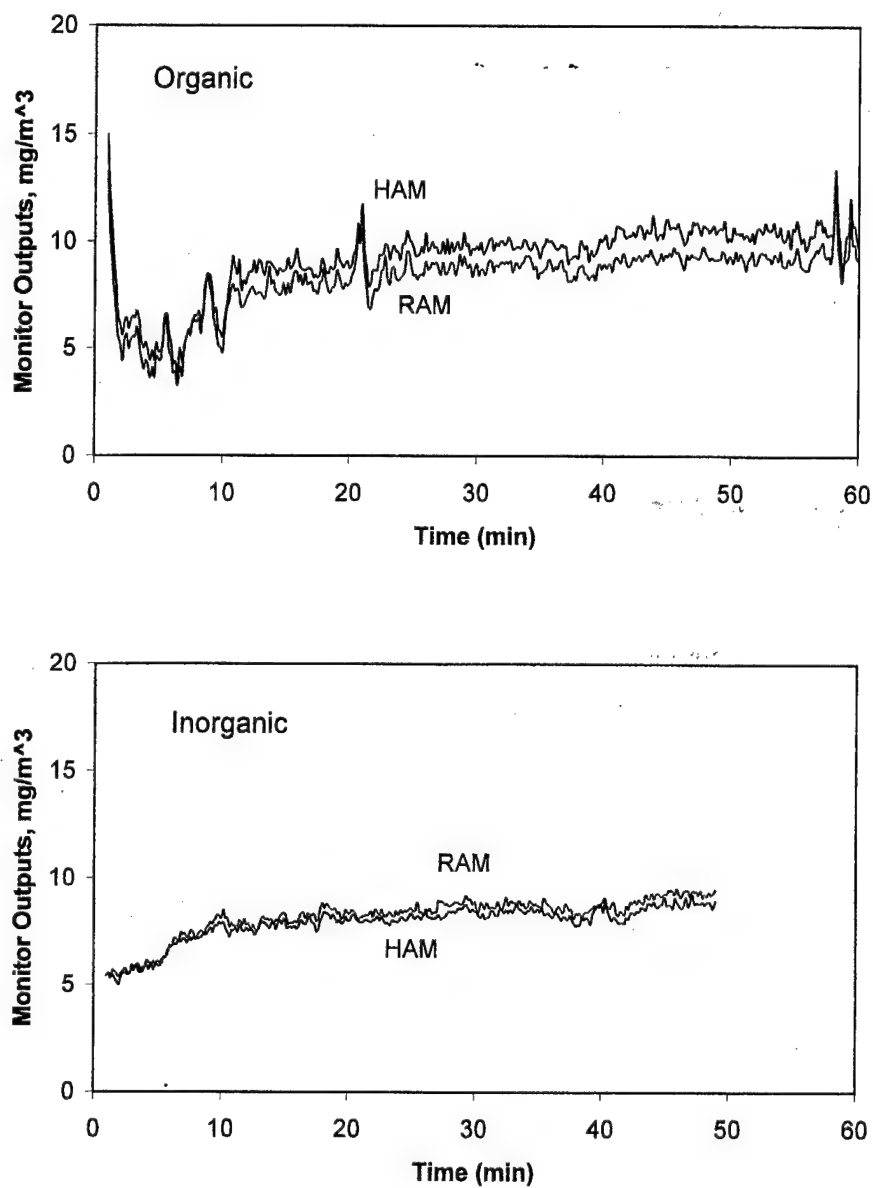 20
Organic
15
HAM
10
RAM
5
0
Monitor Outputs, mg/m^3
0 10 20 30 40 50 60
Time (min)
20
Inorganic
15
RAM
10
HAM
5
0
Monitor Outputs, mg/m^3
0 10 20 30 40 50 60
Time (min)